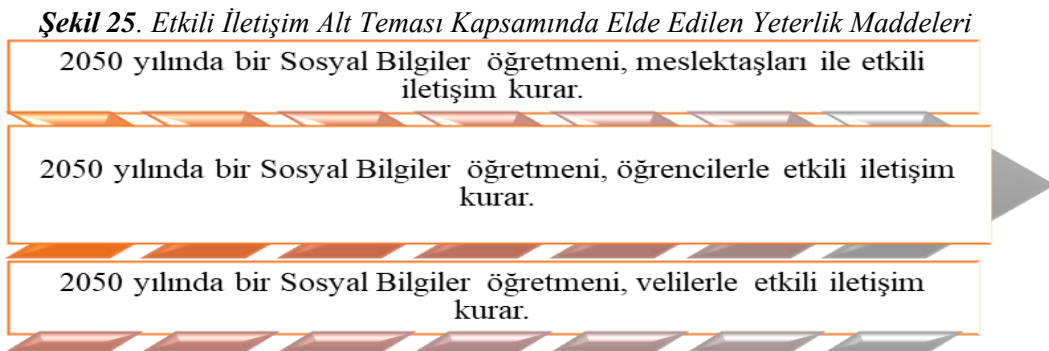 Şekil 25. Etkili İletişim Alt Teması Kapsamında Elde Edilen Yeterlik Maddeleri
2050 yılında bir Sosyal Bilgiler öğretmeni, meslektaşları ile etkili
iletişim kurar.
2050 yılında bir Sosyal Bilgiler öğretmeni, öğrencilerle etkili iletişim
kurar.
2050 yılında bir Sosyal Bilgiler öğretmeni, velilerle etkili iletişim
kurar.